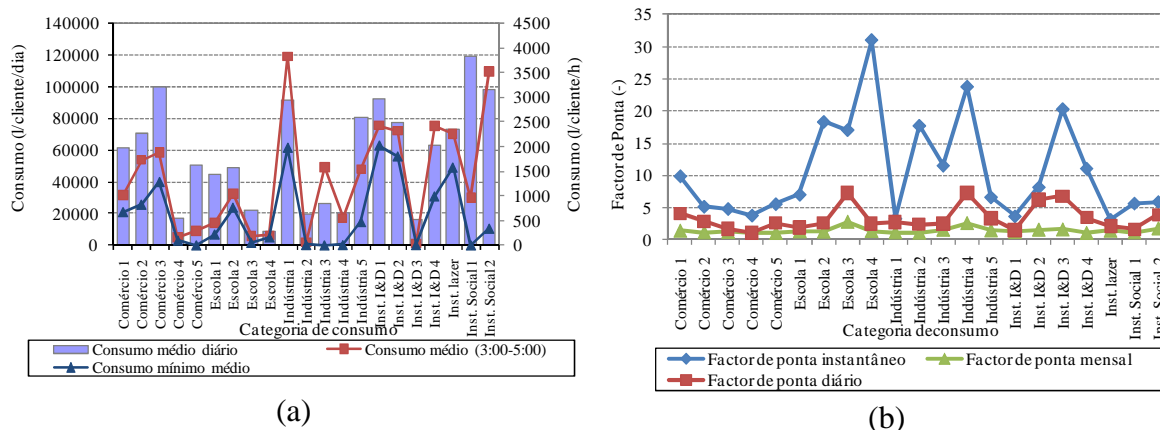 140000
120000
100000
80000
60000
40000
20000
0
Consumo (l/cliente/dia)
4500
4000
3500
3000
2500
2000
1500
1000
500
0
Consumo (l/cliente/h)
Comércio 1
Comércio 2
Comércio 3
Comércio 4
Comércio 5
Escola 1
Escola 2
Escola 3
Escola 4
Indústria 1
Indústria 2
Indústria 3
Indústria 4
Indústria 5
Inst. I&D 1
Inst. I&D 2
Inst. I&D 3
Inst. I&D 4
Inst. lazer
Inst. Social 1
Inst. Social 2
Categoria de consumo
Consumo médio diário
Consumo médio (3:00-5:00)
Consumo mínimo médio
(a)
35
30
25
20
15
10
5
0
Factor de Ponta (-)
Comércio 1
Comércio 2
Comércio 3
Comércio 4
Comércio 5
Escola 1
Escola 2
Escola 3
Escola 4
Indústria 1
Indústria 2
Indústria 3
Indústria 4
Indústria 5
Inst. I&D 1
Inst. I&D 2
Inst. I&D 3
Inst. I&D 4
Inst. lazer
Inst. Social 1
Inst. Social 2
Categoria deconsumo
Factor de ponta instantâneo
Factor de ponta mensal
Factor de ponta diário
(b)